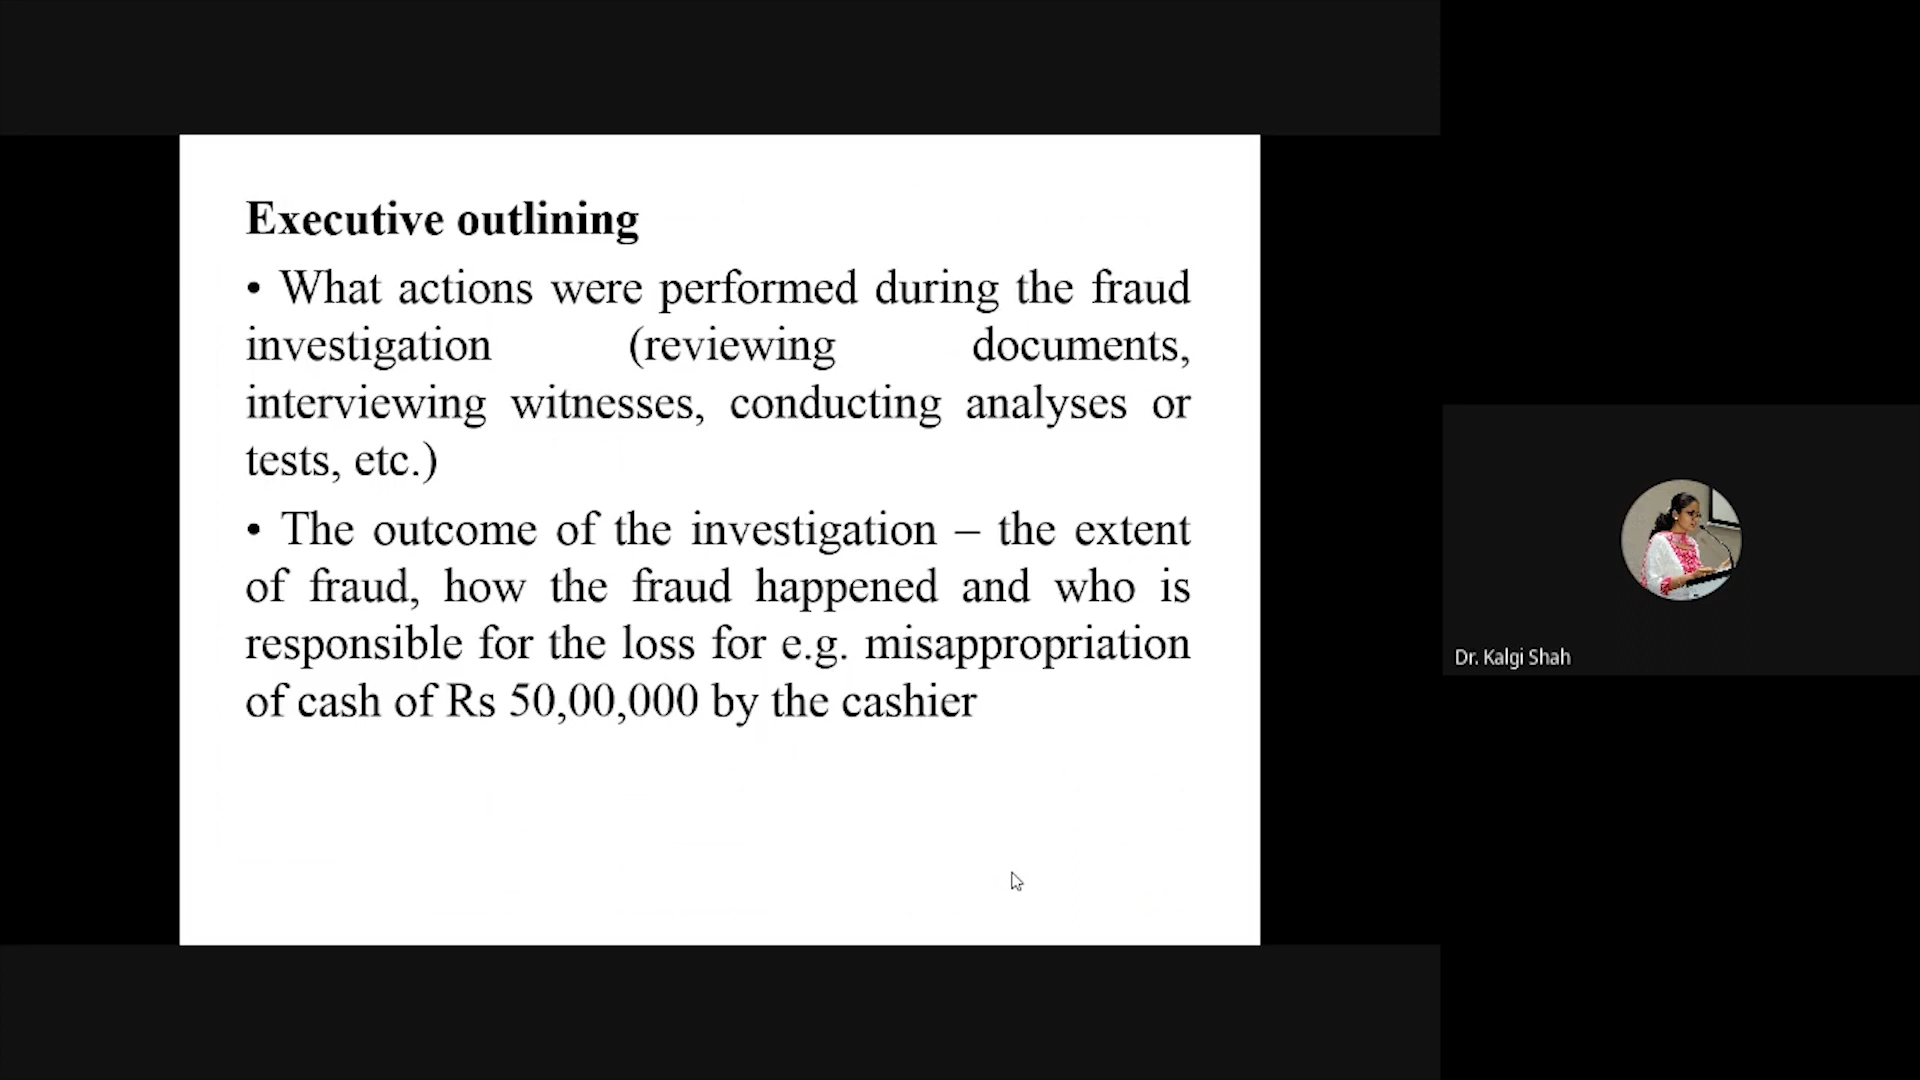 Executive outlining
• What actions were performed during the fraud
investigation (reviewing documents,
interviewing witnesses, conducting analyses or
tests, etc.)
• The outcome of the investigation – the extent
of fraud, how the fraud happened and who is
responsible for the loss for e.g. misappropriation
of cash of Rs 50,00,000 by the cashier
Dr. Kalgi Shah